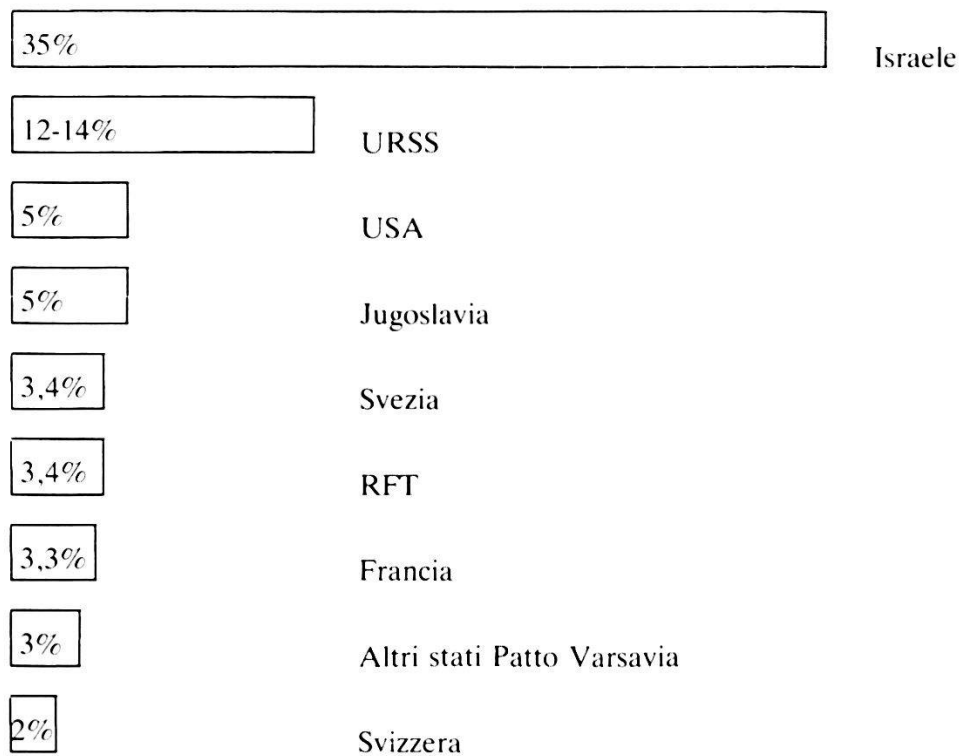 35% Israele
12-14% URSS
5% USA
5% Jugoslavia
3,4% Svezia
3,4% RFT
3,3% Francia
3% Altri stati Patto Varsavia
2% Svizzera